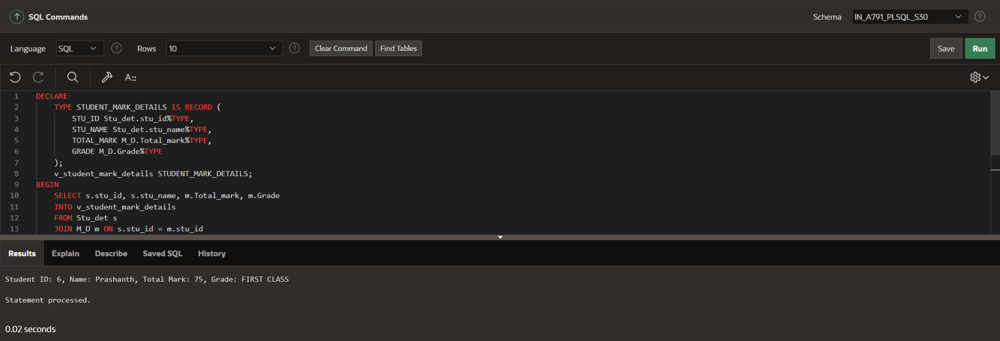 SQL Commands
Schema IN_A791_PLSQL_S30
Language SQL Rows 10 Clear Command Find Tables Save Run
A::
1 DECLARE
2 TYPE STUDENT_MARK_DETAILS IS RECORD (
3 STU_ID Stu_det.stu_id%TYPE,
4 STU_NAME Stu_det.stu_name%TYPE,
5 TOTAL_MARK M_D.Total_mark%TYPE,
6 GRADE M_D.Grade%TYPE
7 );
8 v_student_mark_details STUDENT_MARK_DETAILS;
9 BEGIN
10 SELECT s.stu_id, s.stu_name, m.Total_mark, m.Grade
11 INTO v_student_mark_details
12 FROM Stu_det s
13 JOIN M_D m ON s.stu_id = m.stu_id
Results Explain Describe Saved SQL History
Student ID: 6, Name: Prashanth, Total Mark: 75, Grade: FIRST CLASS
Statement processed.
0.02 seconds